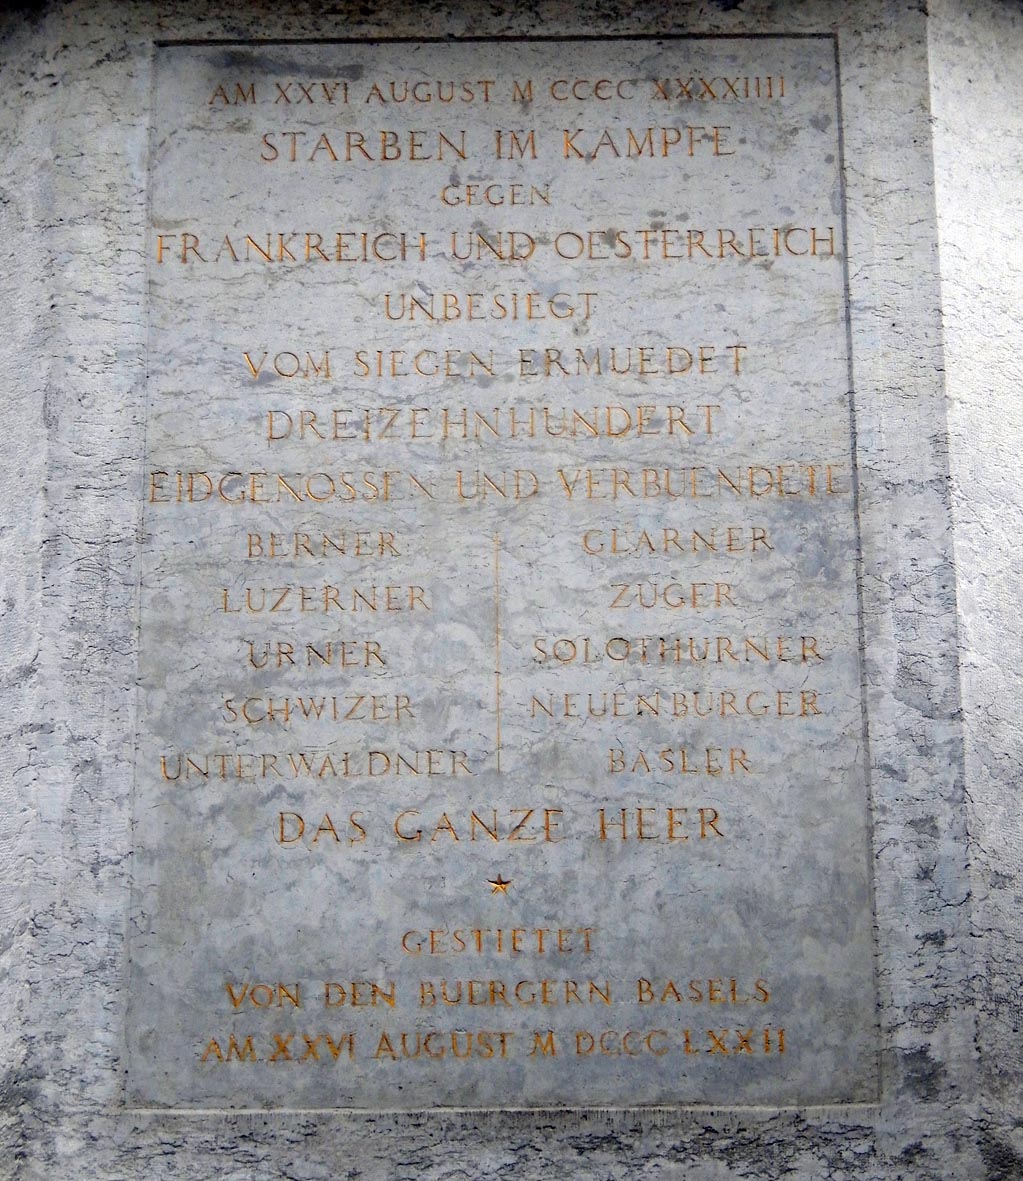 AM XXVI AUGUST M CCCC XXXXIIII
STARBEN IM KAMPFE
GEGEN
FRANKREICH UND OESTERREICH
UNBESIEGT
VOM SIEGEN ERMUEDET
DREIZEHNHUNDERT
EIDGENOSSEN UND VERBUENDETE
BERNER GLARNER
LUZERNER ZUGER
URNER SOLOTHURNER
SCHWIZER NEUENBURGER
UNTERWALDNER BASLER
DAS GANZE HEER
GESTIFTET
VON DEN BUERGERN BASELS
AM XXVI AUGUST M DCCC LXXII